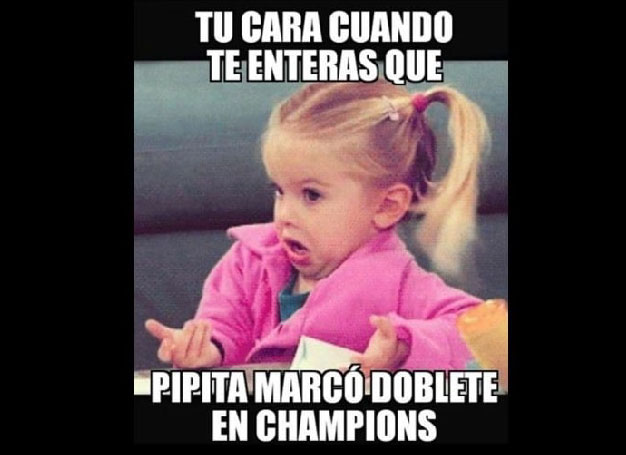 TU CARA CUANDO
TE ENTERAS QUE
PIPITA MARCÓ DOBLETE
EN CHAMPIONS